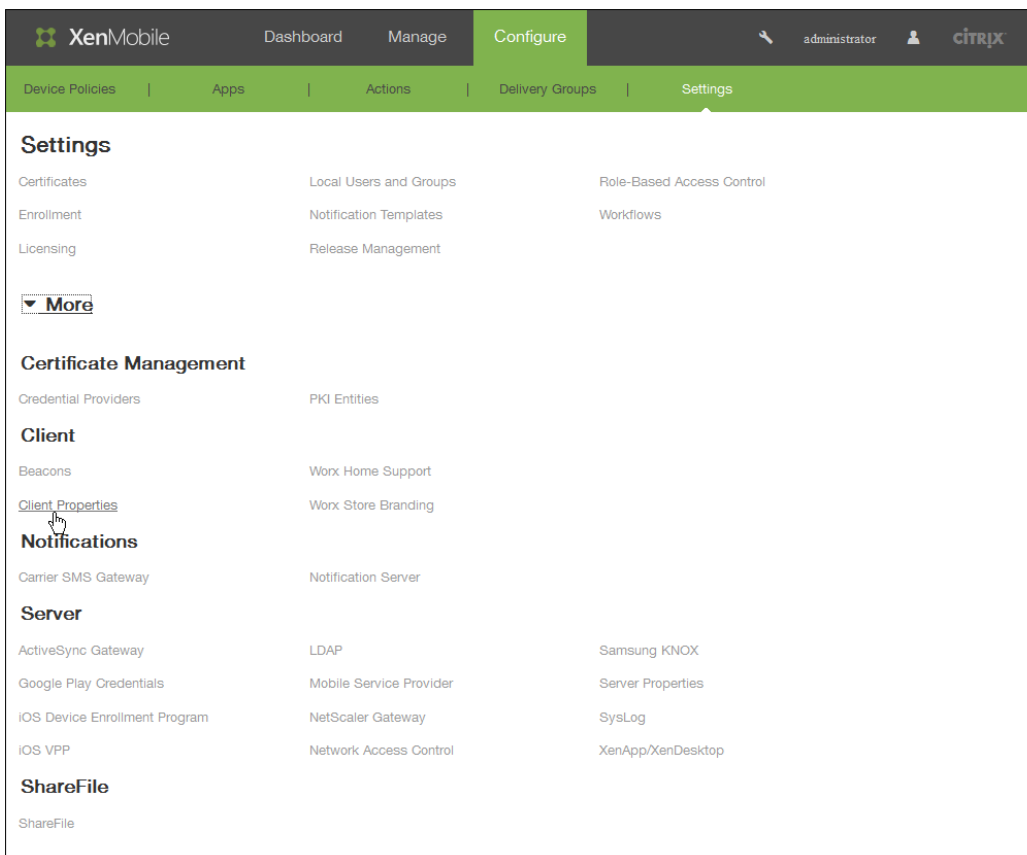 XenMobile Dashboard Manage Configure administrator CİTRIX
Device Policies | Apps | Actions | Delivery Groups | Settings
Settings
Certificates Local Users and Groups Role-Based Access Control
Enrollment Notification Templates Workflows
Licensing Release Management
More
Certificate Management
Credential Providers PKI Entities
Client
Beacons Worx Home Support
Client Properties Worx Store Branding
Notifications
Carrier SMS Gateway Notification Server
Server
ActiveSync Gateway LDAP Samsung KNOX
Google Play Credentials Mobile Service Provider Server Properties
iOS Device Enrollment Program NetScaler Gateway SysLog
iOS VPP Network Access Control XenApp/XenDesktop
ShareFile
ShareFile